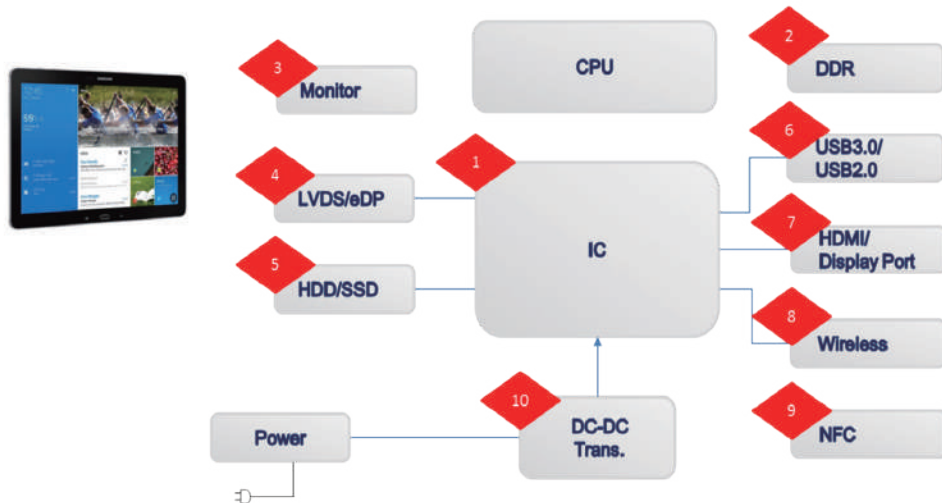 CPU
2
DDR
3
Monitor
6
USB3.0/
USB2.0
4
LVDS/eDP
1
IC
7
HDMI/
Display Port
5
HDD/SSD
8
Wireless
10
DC-DC
Trans.
Power
9
NFC
SAMSUNG